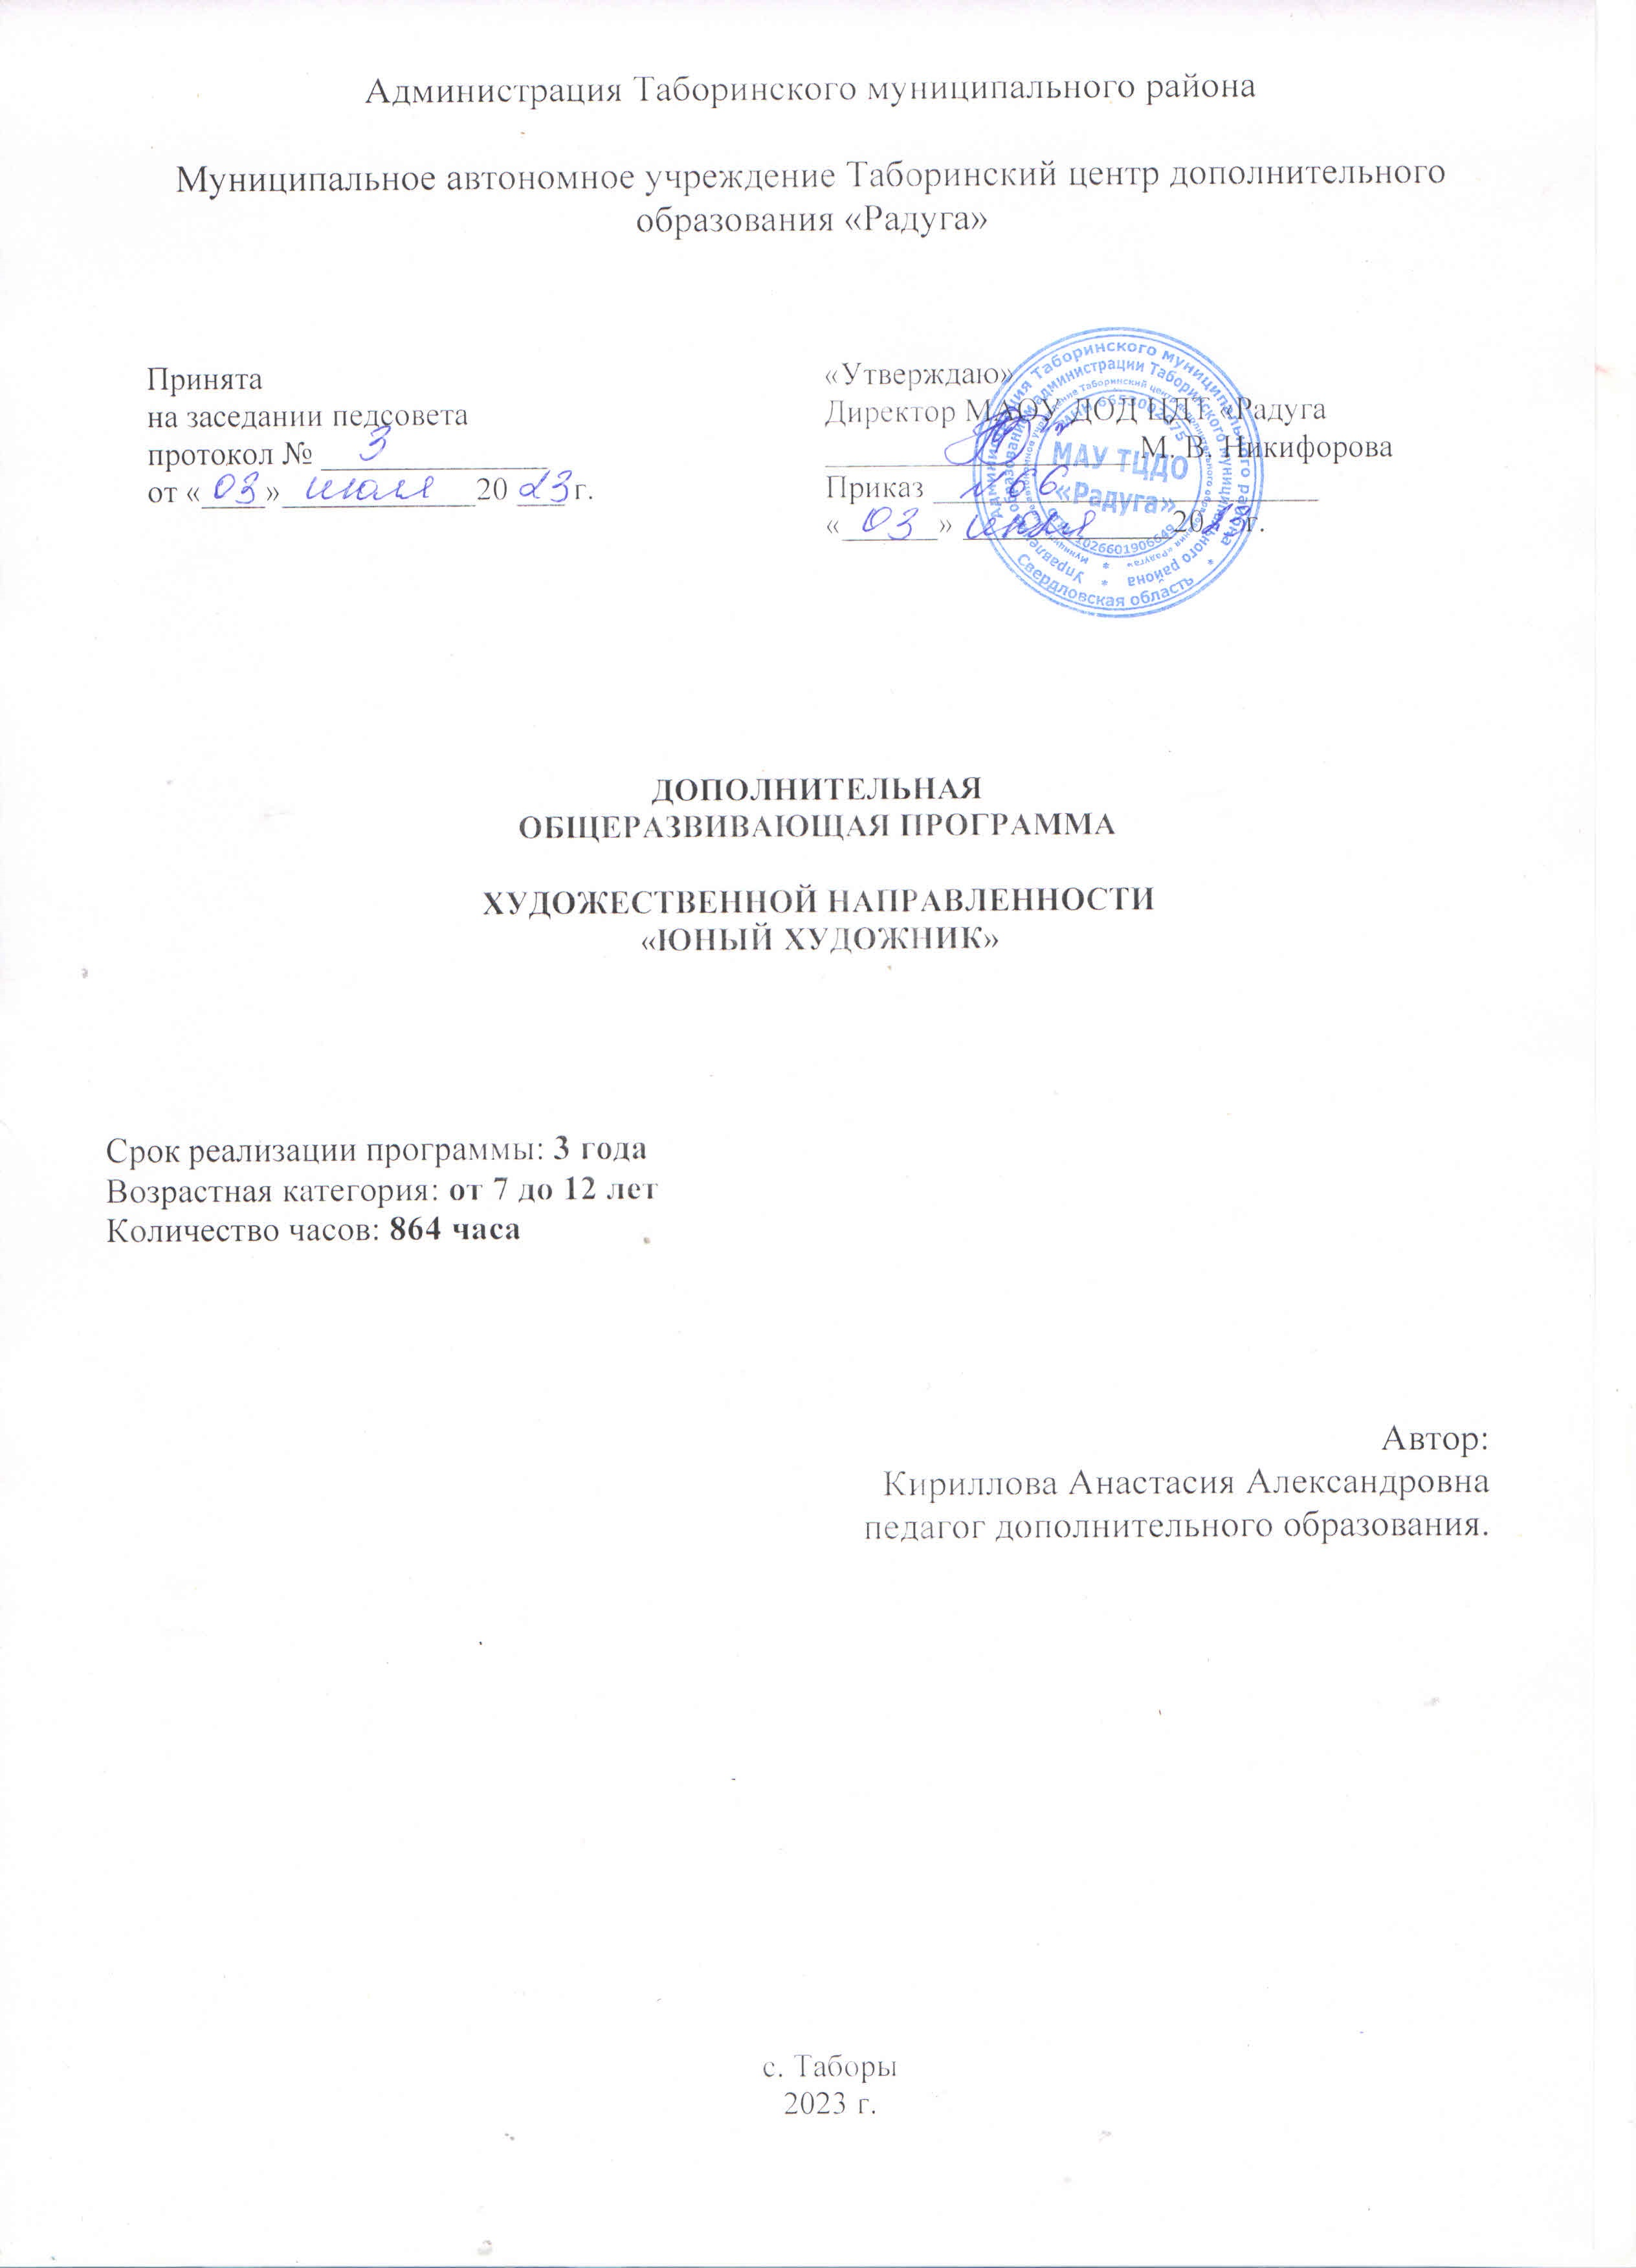 Администрация Таборинского муниципального района
Муниципальное автономное учреждение Таборинский центр дополнительного
образования «Радуга»
Принята
на заседании педсовета
протокол № 3
от «03» июля 20 23 г.
«Утверждаю»
Директор МАОУ ДОД ЦДТ «Радуга
М. В. Никифорова
Приказ №66
«03» июля 20 23 г.
МАУ ТЦДО
«Радуга»
Свердловская область
ДОПОЛНИТЕЛЬНАЯ
ОБЩЕРАЗВИВАЮЩАЯ ПРОГРАММА
ХУДОЖЕСТВЕННОЙ НАПРАВЛЕННОСТИ
«ЮНЫЙ ХУДОЖНИК»
Срок реализации программы: 3 года
Возрастная категория: от 7 до 12 лет
Количество часов: 864 часа
Автор:
Кириллова Анастасия Александровна
педагог дополнительного образования.
с. Таборы
2023 г.